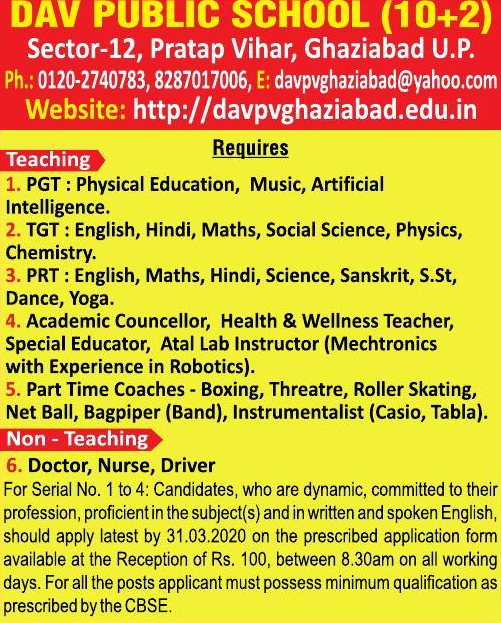 DAV PUBLIC SCHOOL (10+2)
Sector-12, Pratap Vihar, Ghaziabad U.P.
Ph.: 0120-2740783, 8287017006, E: davpvghaziabad@yahoo.com
Website: http://davpvghaziabad.edu.in
Requires
Teaching
1. PGT : Physical Education, Music, Artificial
Intelligence.
2. TGT : English, Hindi, Maths, Social Science, Physics,
Chemistry.
3. PRT : English, Maths, Hindi, Science, Sanskrit, S.St,
Dance, Yoga.
4. Academic Councellor, Health & Wellness Teacher,
Special Educator, Atal Lab Instructor (Mechtronics
with Experience in Robotics).
5. Part Time Coaches - Boxing, Threatre, Roller Skating,
Net Ball, Bagpiper (Band), Instrumentalist (Casio, Tabla).
Non - Teaching
6. Doctor, Nurse, Driver
For Serial No. 1 to 4: Candidates, who are dynamic, committed to their
profession, proficient in the subject(s) and in written and spoken English,
should apply latest by 31.03.2020 on the prescribed application form
available at the Reception of Rs. 100, between 8.30am on all working
days. For all the posts applicant must possess minimum qualification as
prescribed by the CBSE.